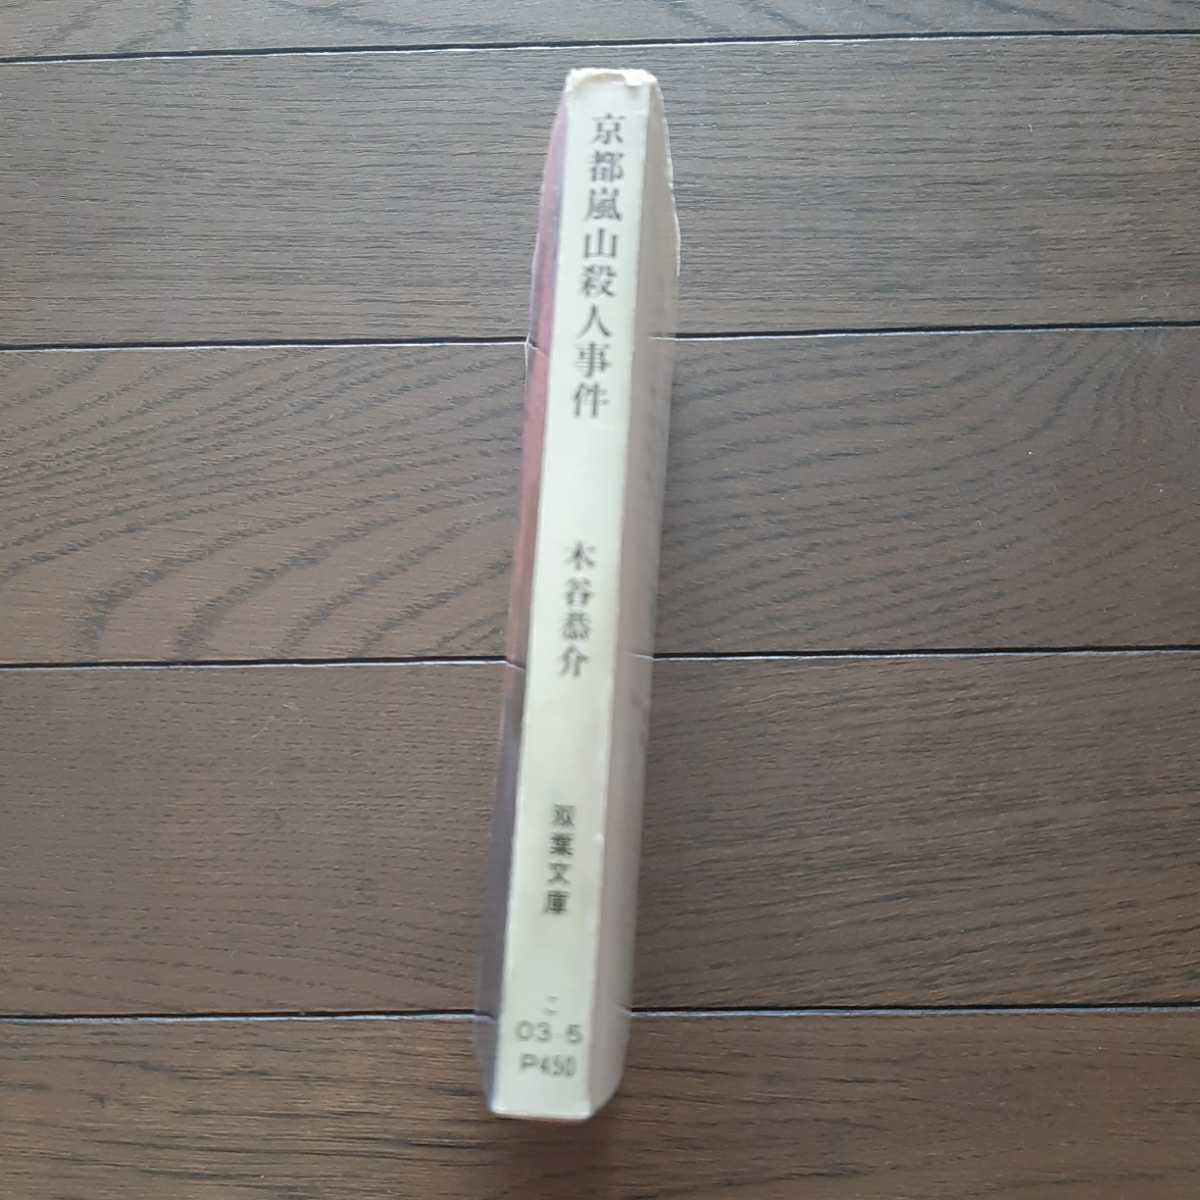 京都嵐山殺人事件
木谷恭介
双葉文庫
こ
03-5
P450